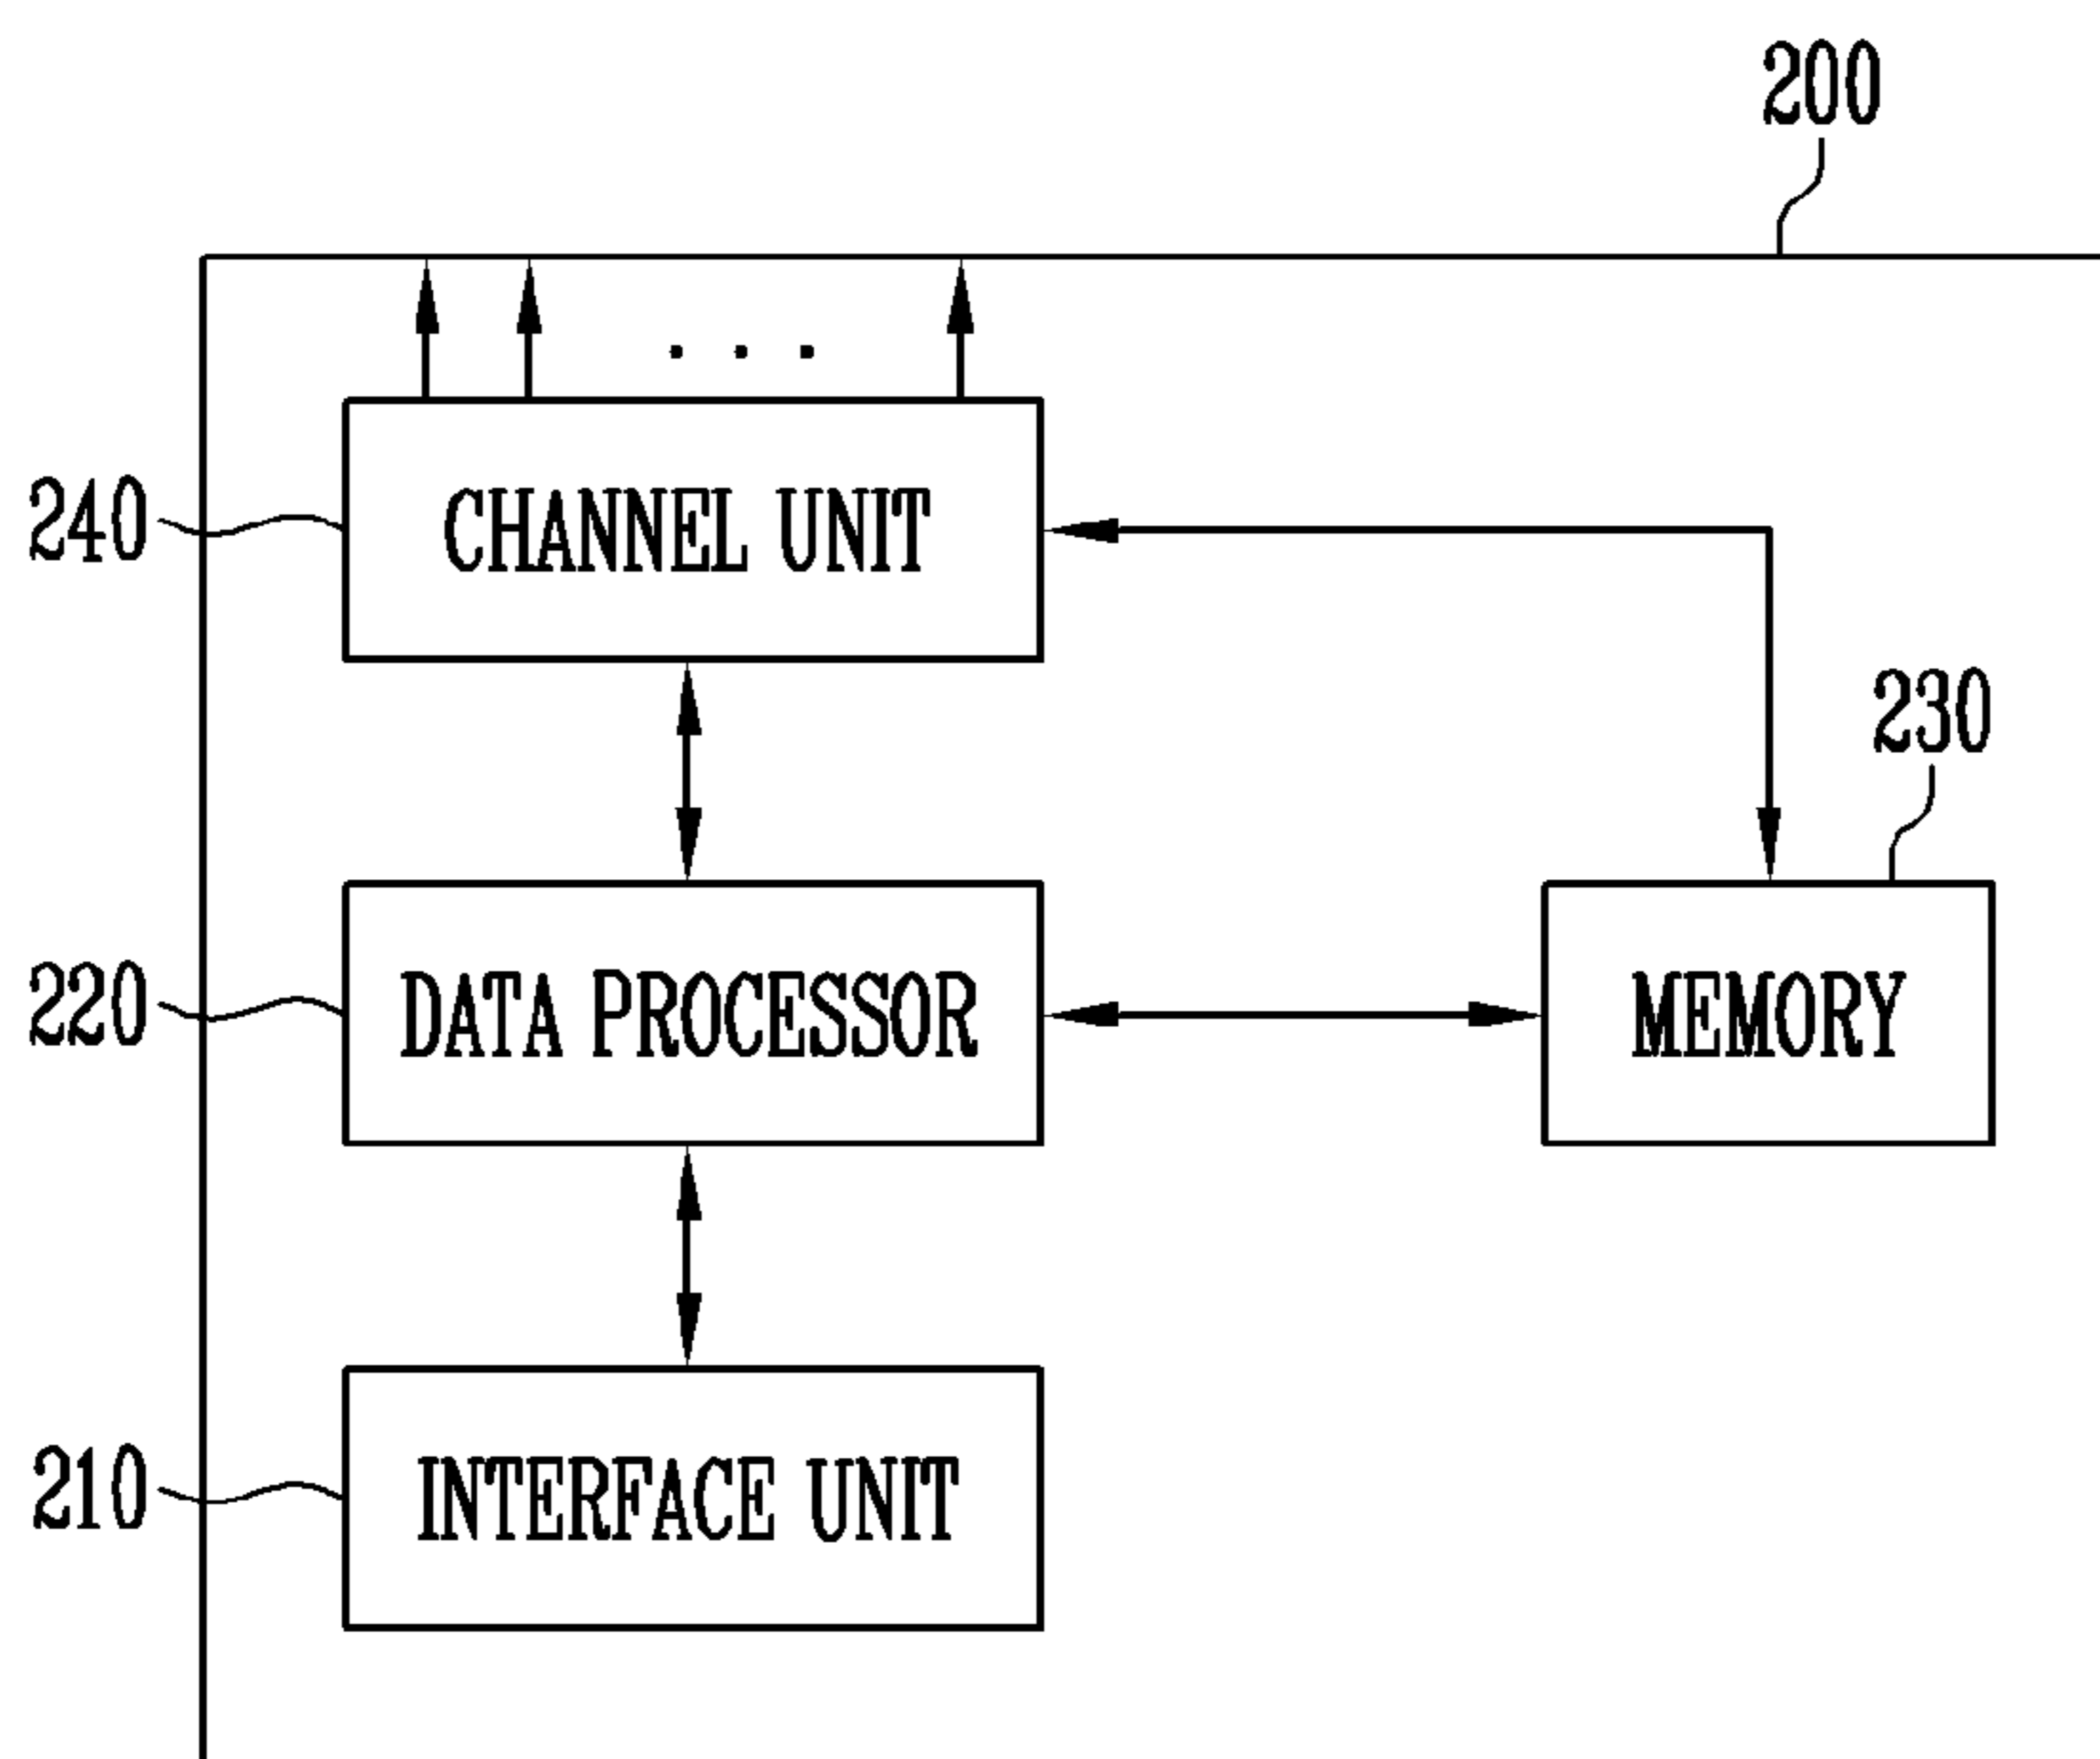 200
240
CHANNEL UNIT
230
220
DATA PROCESSOR
MEMORY
210
INTERFACE UNIT